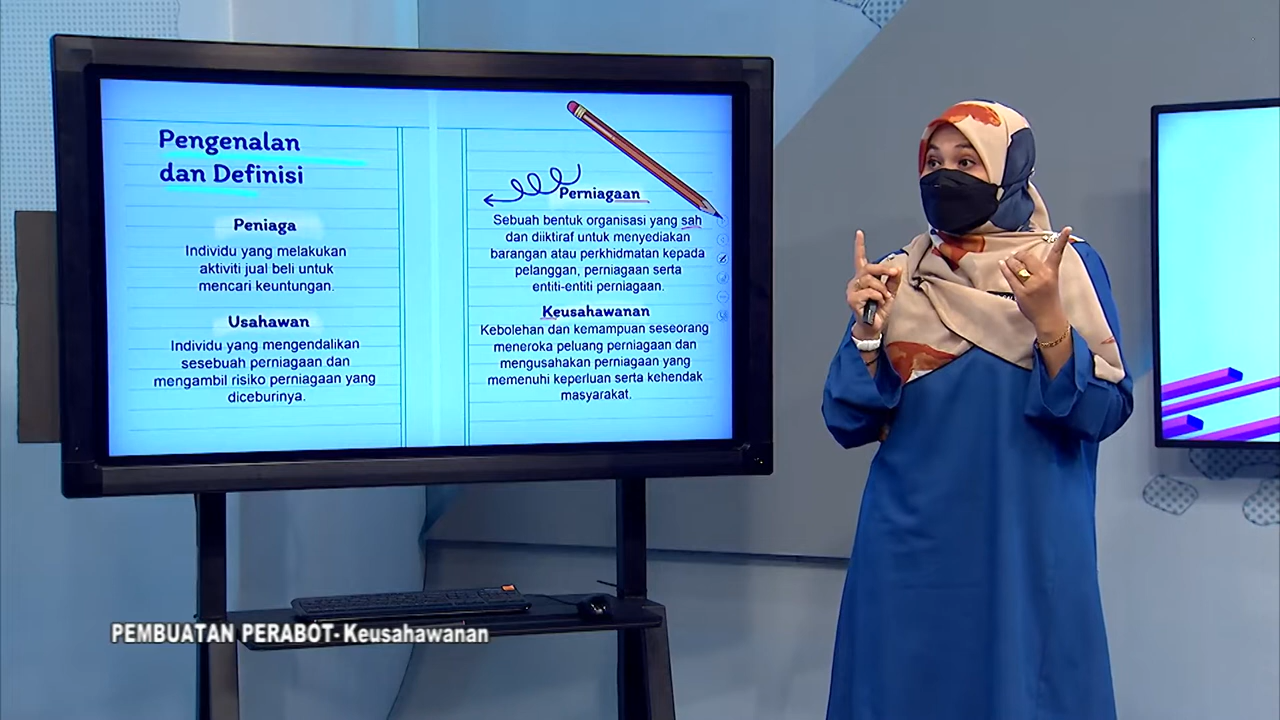 Pengenalan
dan Definisi
Peniaga
Individu yang melakukan
aktiviti jual beli untuk
mencari keuntungan.
Usahawan
Individu yang mengendalikan
sesebuah perniagaan dan
mengambil risiko perniagaan yang
diceburinya.
Perniagaan
Sebuah bentuk organisasi yang sah
dan diiktiraf untuk menyediakan
barangan atau perkhidmatan kepada
pelanggan, perniagaan serta
entiti-entiti perniagaan.
Keusahawanan
Kebolehan dan kemampuan seseorang
meneroka peluang perniagaan dan
mengusahakan perniagaan yang
memenuhi keperluan serta kehendak
masyarakat.
PEMBUATAN PERABOT- Keusahawanan